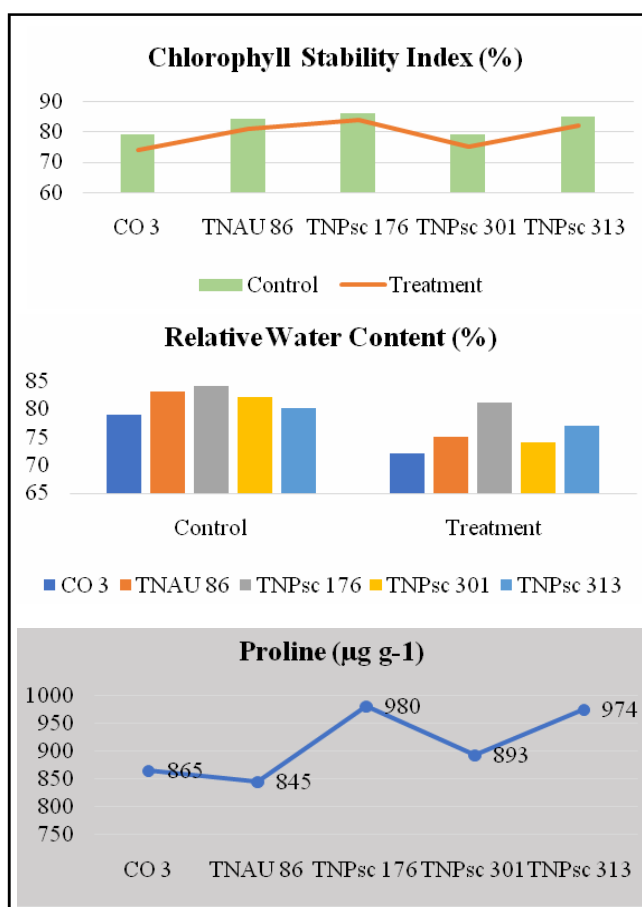 Chlorophyll Stability Index (%)
90
80
70
60
CO 3 TNAU 86 TNPsc 176 TNPsc 301 TNPsc 313
Control Treatment
Relative Water Content (%)
85
80
75
70
65
Control Treatment
CO 3 TNAU 86 TNPsc 176 TNPsc 301 TNPsc 313
Proline (µg g-1)
1000
950
900
850
800
750
865 845 980 893 974
CO 3 TNAU 86 TNPsc 176 TNPsc 301 TNPsc 313